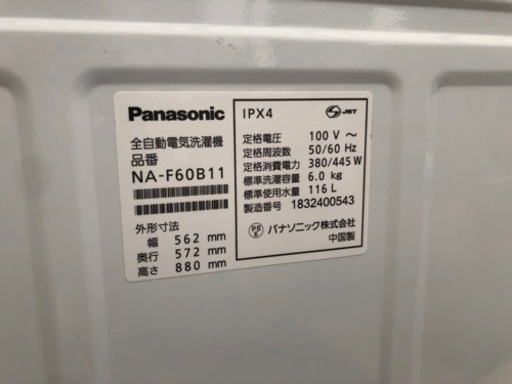 Panasonic
全自動電気洗濯機
品番
NA-F60B11
外形寸法
幅 562 mm
奥行 572 mm
高さ 880 mm
IPX4
S JET
定格電圧 100 V ～
定格周波数 50/60 Hz
定格消費電力 380/445 W
標準洗濯容量 6.0 kg
標準使用水量 116 L
製造番号 1832400543
PS E パナソニック株式会社
中国製